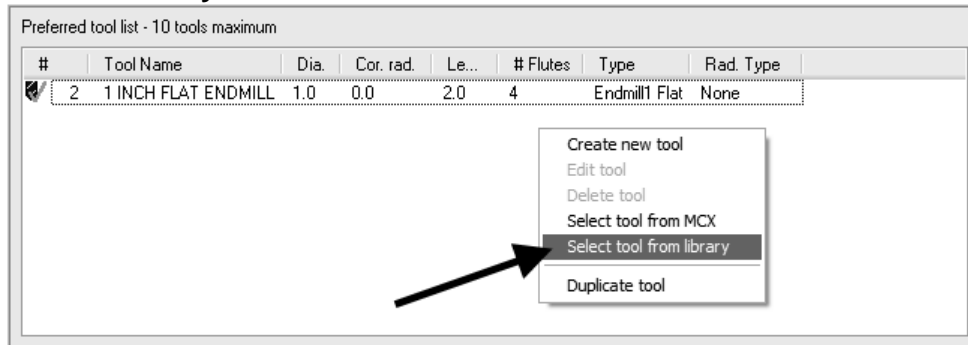 Preferred tool list - 10 tools maximum
# Tool Name Dia. Cor. rad. Le... # Flutes Type Rad. Type
2 1 INCH FLAT ENDMILL 1.0 0.0 2.0 4 Endmill1 Flat None
Create new tool
Edit tool
Delete tool
Select tool from MCX
Select tool from library
Duplicate tool